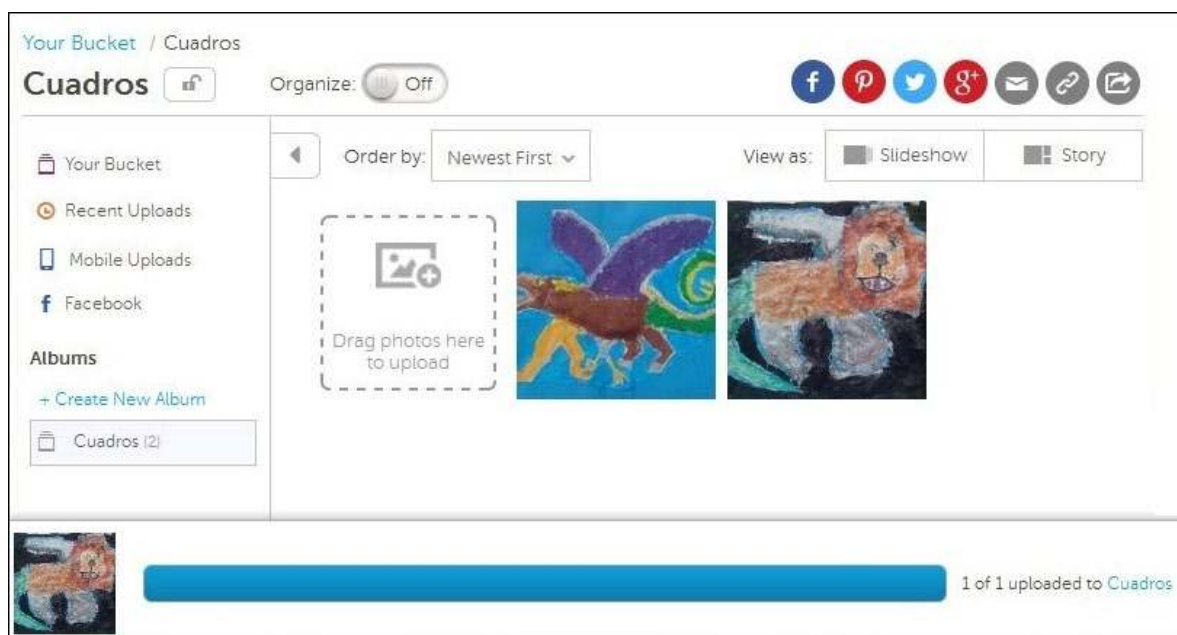 Your Bucket / Cuadros
Cuadros
Organize: Off
f
g+
Your Bucket
Recent Uploads
Mobile Uploads
f Facebook
Albums
+ Create New Album
Cuadros (2)
Order by: Newest First
View as: Slideshow Story
Drag photos here
to upload
1 of 1 uploaded to Cuadros